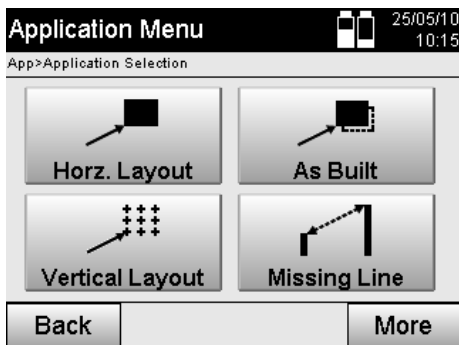 Application Menu
25/05/10
10:15
App>Application Selection
Horz. Layout
As Built
Vertical Layout
Missing Line
Back
More